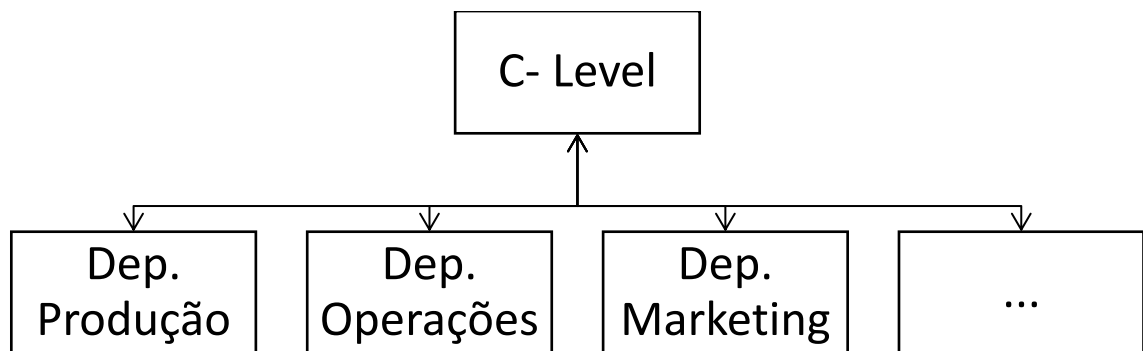 C- Level
Dep.
Produção
Dep.
Operações
Dep.
Marketing
...